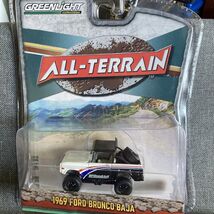 GREENLIGHT
ALL-TERRAIN
1969 FORD BRONCO BAJA